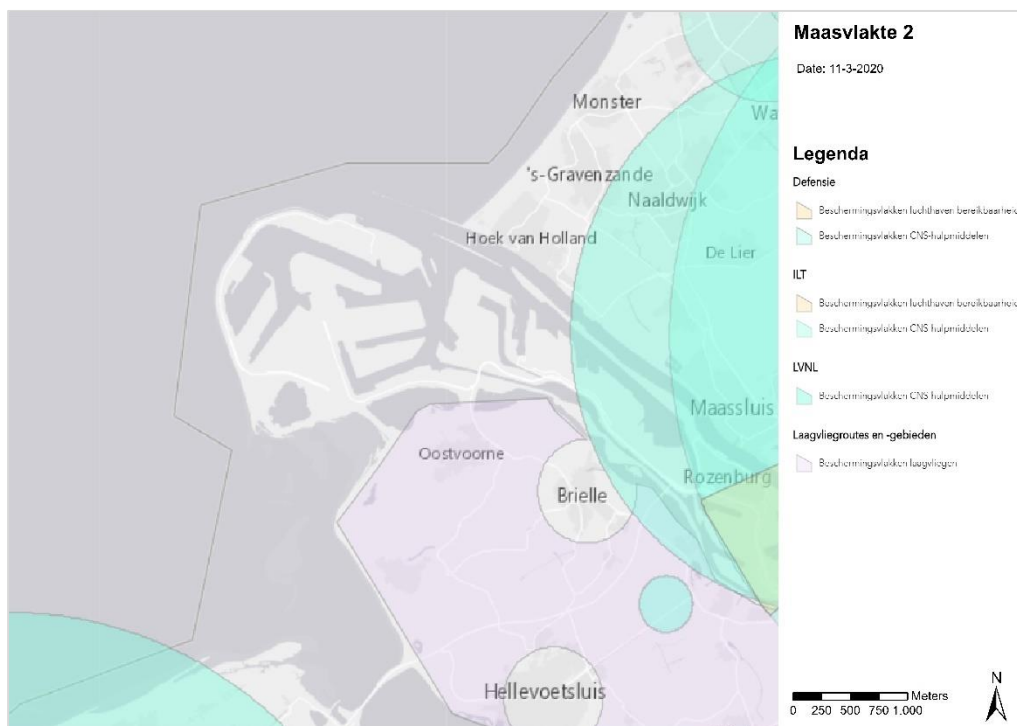 Maasvlakte 2
Date: 11-3-2020
Monster
Wa
's-Gravenzande
Naaldwijk
Hoek van Holland
De Lier
Maassluis
Oostvoorne
Rozenburg
Brielle
Hellevoetsluis
Legenda
Defensie
Beschermingsvlakken luchthaven bereikbaarheid
Beschermingsvlakken CNS-hulpmiddelen
ILT
Beschermingsvlakken luchthaven bereikbaarheid
Beschermingsvlakken CNS hulpmiddelen
LVNL
Beschermingsvlakken CNS hulpmiddelen
Laagvliegroutes en -gebieden
Beschermingsvlakken laagvliegen
Meters
0 250 500 750 1.000
N